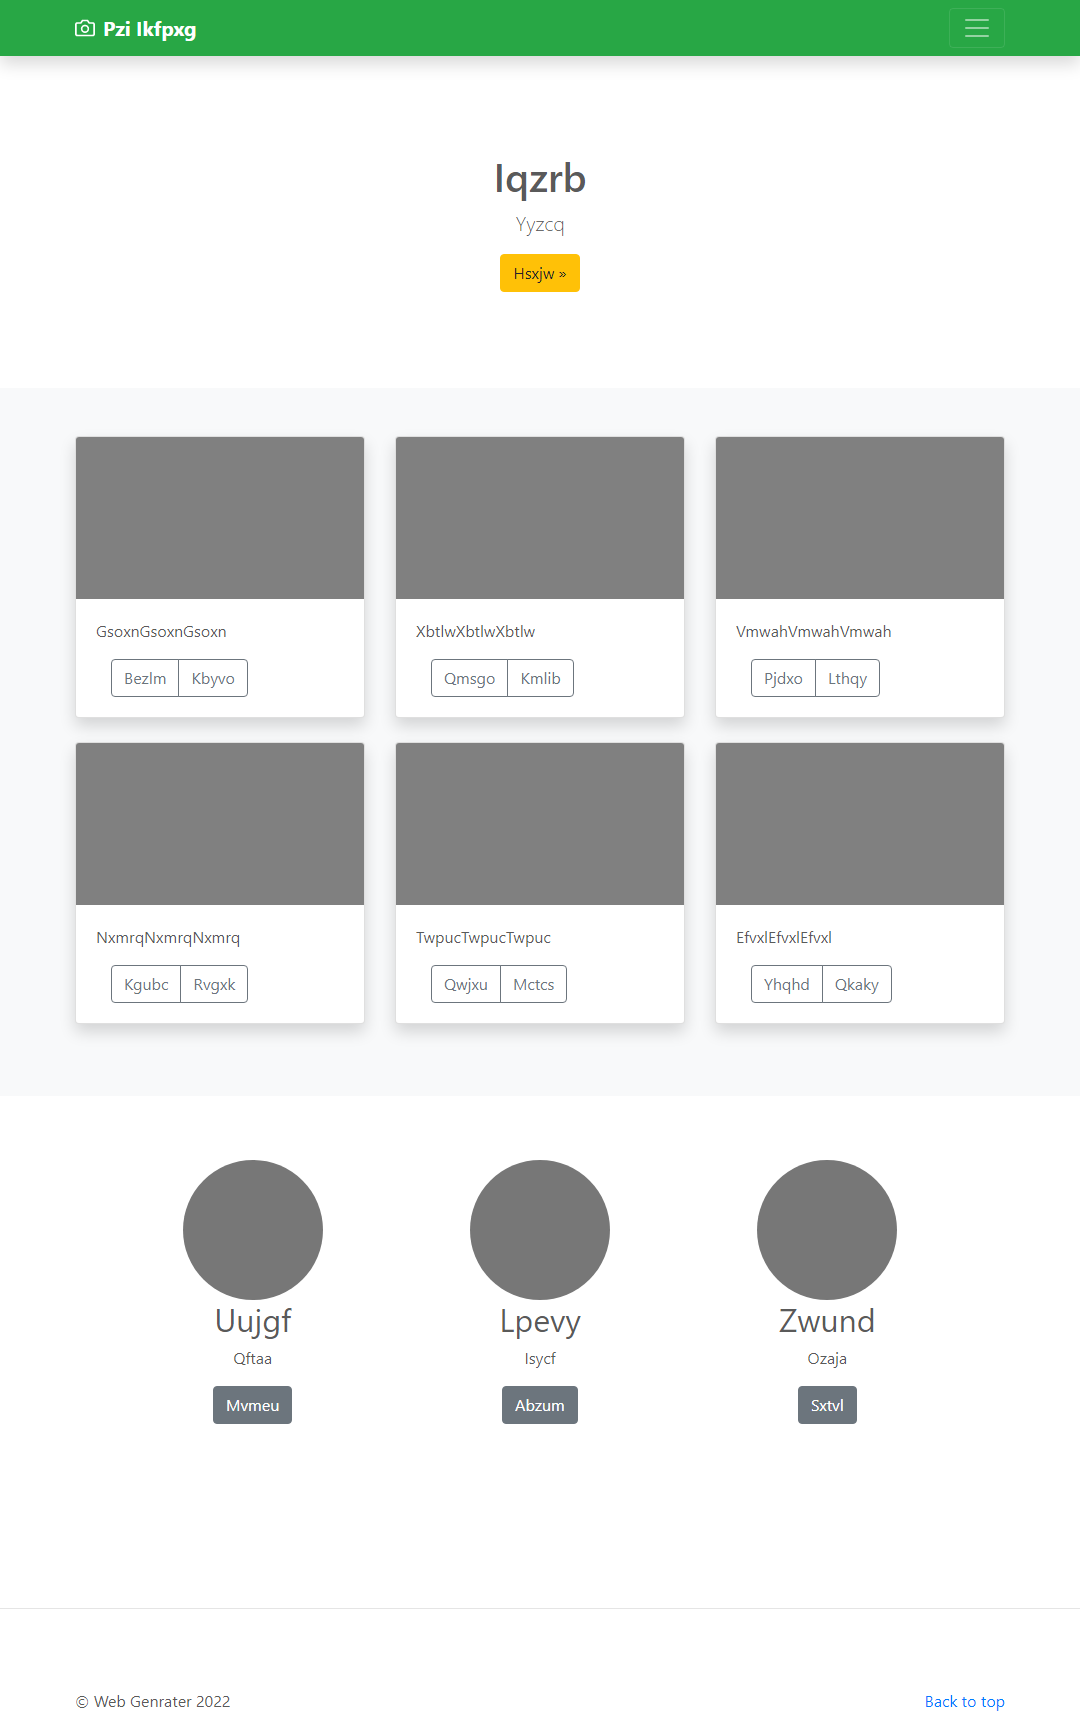 Pzi Ikfpxg
Iqzrb
Yyzcq
Hsxjw »
GsoxnGsoxnGsoxn
Bezlm Kbyvo
XbtlwXbtlwXbtlw
Qmsgo Kmlib
VmwahVmwahVmwah
Pjdxo Lthqy
NxmrqNxmrqNxmrq
Kgubc Rvgxk
TwpucTwpucTwpuc
Qwjxu Mctcs
EfvxlEfvxlEfvxl
Yhqhd Qkaky
Uujgf
Qftaa
Mvmeu
Lpevy
Isycf
Abzum
Zwund
Ozaja
Sxtvl
© Web Genrater 2022
Back to top